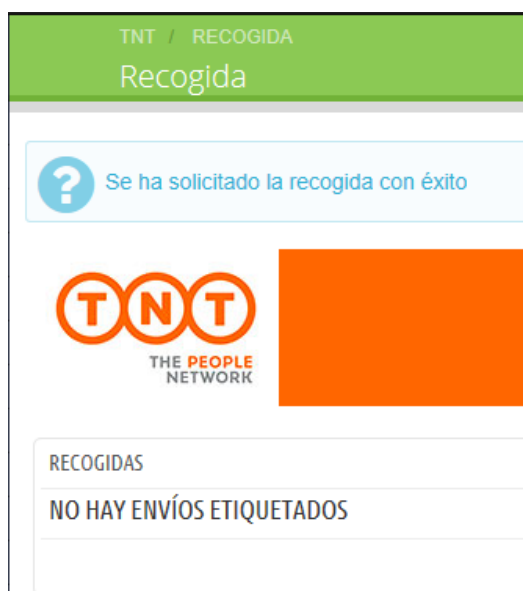 TNT / RECOGIDA
Recogida
? Se ha solicitado la recogida con éxito
TNT
THE PEOPLE
NETWORK
RECOGIDAS
NO HAY ENVÍOS ETIQUETADOS